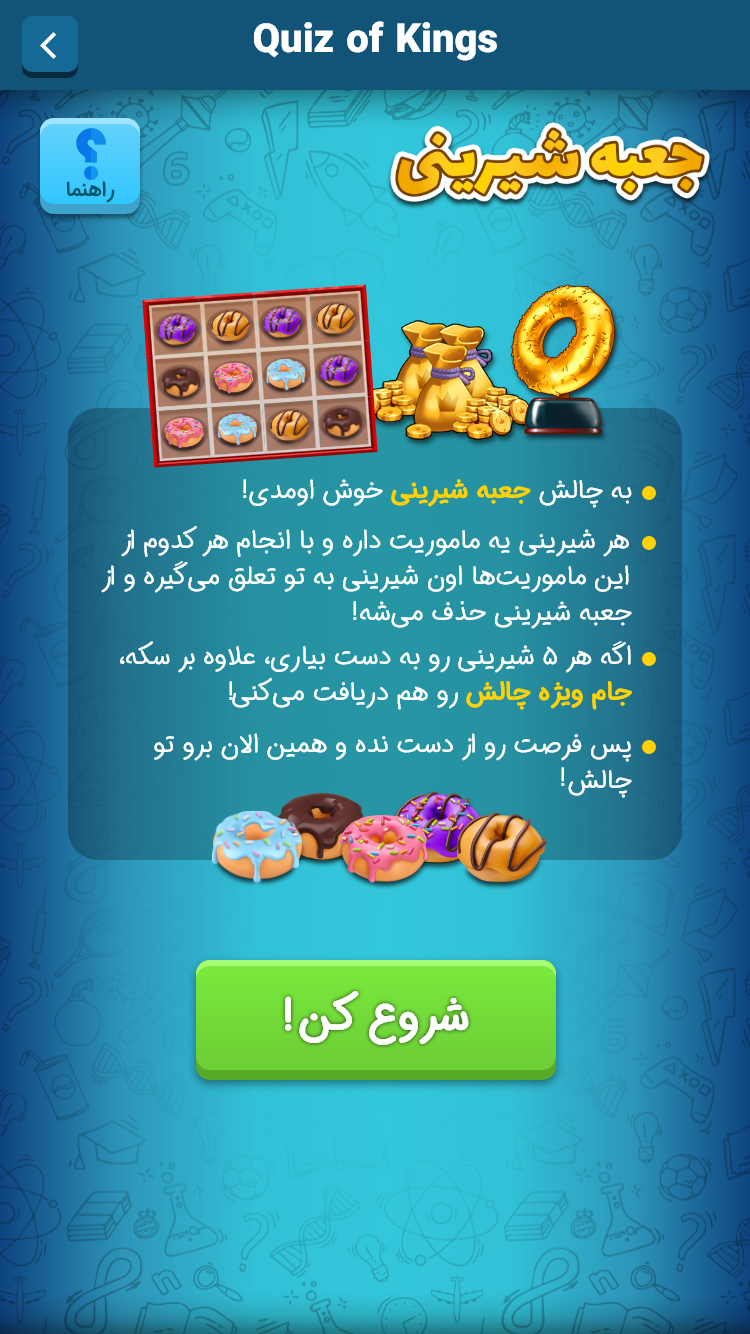 Quiz of Kings
جعبه شیرینی
راهنما
به چالش جعبه شیرینی خوش اومدی!
هر شیرینی یه ماموریت داره و با انجام هر کدوم از
این ماموریت‌ها اون شیرینی به تو تعلق می‌گیره و از
جعبه شیرینی حذف می‌شه!
اگه هر ۵ شیرینی رو به دست بیاری، علاوه بر سکه،
جام ویژه چالش رو هم دریافت می‌کنی!
پس فرصت رو از دست نده و همین الان برو تو
چالش!
شروع کن!